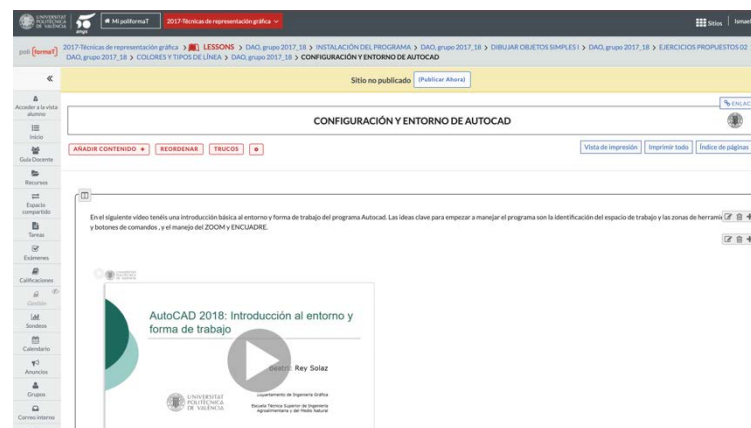 UNIVERSITAT
POLITÈCNICA
DE VALÈNCIA
50
anys
Mi poliformaT
2017-Técnicas de representación gráfica
Sitios
Ismael
poli [formaT]
2017-Técnicas de representación gráfica > LESSONS > DAO, grupo 2017_18 > INSTALACIÓN DEL PROGRAMA > DAO, grupo 2017_18 > DIBUJAR OBJETOS SIMPLES I > DAO, grupo 2017_18 > EJERCICIOS PROPUESTOS 02
DAO, grupo 2017_18 > COLORES Y TIPOS DE LÍNEA > DAO, grupo 2017_18 > CONFIGURACIÓN Y ENTORNO DE AUTOCAD
«
Sitio no publicado (Publicar Ahora)
ENLAC
CONFIGURACIÓN Y ENTORNO DE AUTOCAD
AÑADIR CONTENIDO +
REORDENAR
TRUCOS
Vista de impresión
Imprimir todo
Índice de páginas
Acceder a la vista
alumno
Inicio
Guía Docente
Recursos
Espacio
compartido
Tareas
Exámenes
Calificaciones
Gestión
Sondeos
Calendario
Anuncios
Grupos
Correo interno
En el siguiente video tenéis una introducción básica al entorno y forma de trabajo del programa Autocad. Las ideas clave para empezar a manejar el programa son la identificación del espacio de trabajo y las zonas de herrami
y botones de comandos , y el manejo del ZOOM y ENCUADRE.
AutoCAD 2018: Introducción al entorno y
forma de trabajo
Rey Solaz
UNIVERSITAT
POLITÈCNICA
DE VALÈNCIA
Departamento de Ingeniería Gráfica
Escuela Técnica Superior de Ingeniería
Agroalimentaria y del Medio Natural